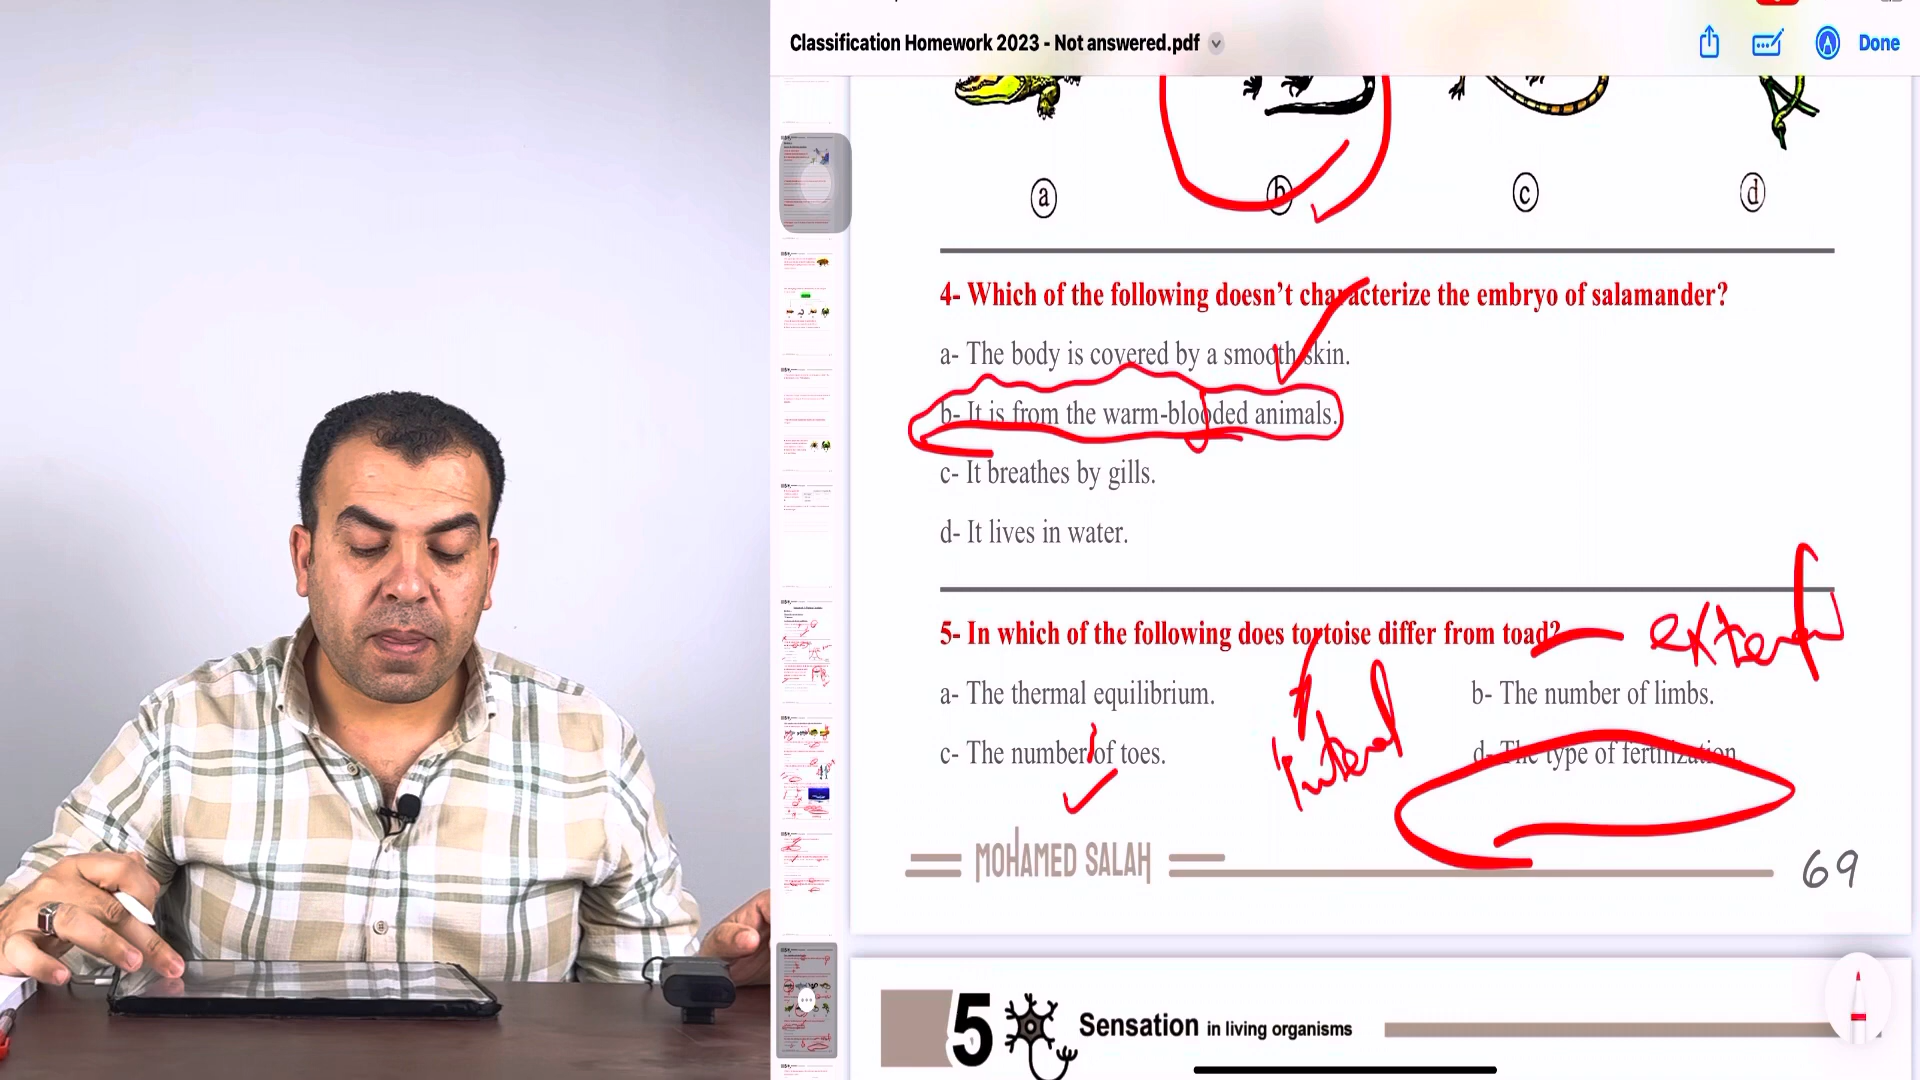 Classification Homework 2023 - Not answered.pdf
Done
a
b
c
d
4- Which of the following doesn’t characterize the embryo of salamander?
a- The body is covered by a smooth skin.
b- It is from the warm-blooded animals.
c- It breathes by gills.
d- It lives in water.
5- In which of the following does tortoise differ from toad?
external
a- The thermal equilibrium.
b- The number of limbs.
internal
c- The number of toes.
d- The type of fertilization.
MOHAMED SALAH
69
5 Sensation in living organisms